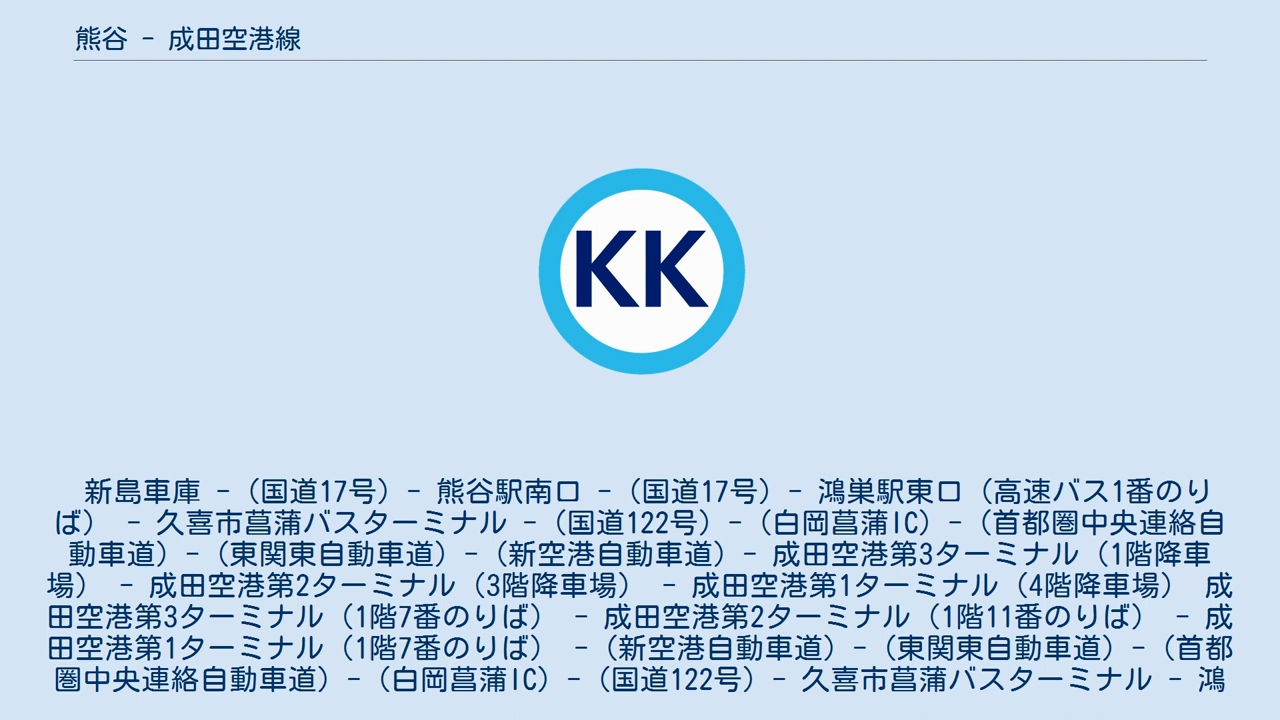 熊谷 - 成田空港線
KK
新島車庫 -（国道17号）- 熊谷駅南口 -（国道17号）- 鴻巣駅東口（高速バス1番のり
ば） - 久喜市菖蒲バスターミナル -（国道122号）-（白岡菖蒲IC）-（首都圏中央連絡自
動車道）-（東関東自動車道）-（新空港自動車道）- 成田空港第3ターミナル（1階降車
場） - 成田空港第2ターミナル（3階降車場） - 成田空港第1ターミナル（4階降車場） 成
田空港第3ターミナル（1階7番のりば） - 成田空港第2ターミナル（1階11番のりば） - 成
田空港第1ターミナル（1階7番のりば） -（新空港自動車道）-（東関東自動車道）-（首都
圏中央連絡自動車道）-（白岡菖蒲IC）-（国道122号）- 久喜市菖蒲バスターミナル - 鴻